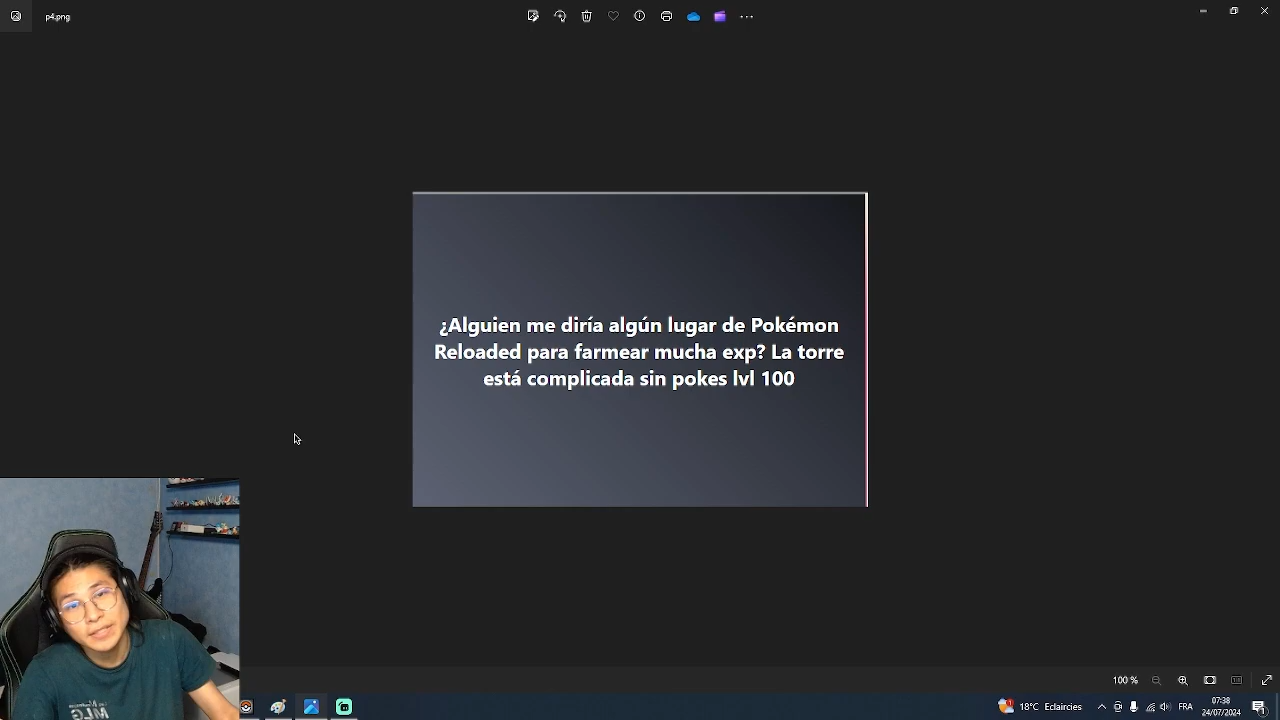 p4.png
¿Alguien me diría algún lugar de Pokémon
Reloaded para farmear mucha exp? La torre
está complicada sin pokes lvl 100
100 %
18°C Eclaircies
FRA
07:38
24/07/2024